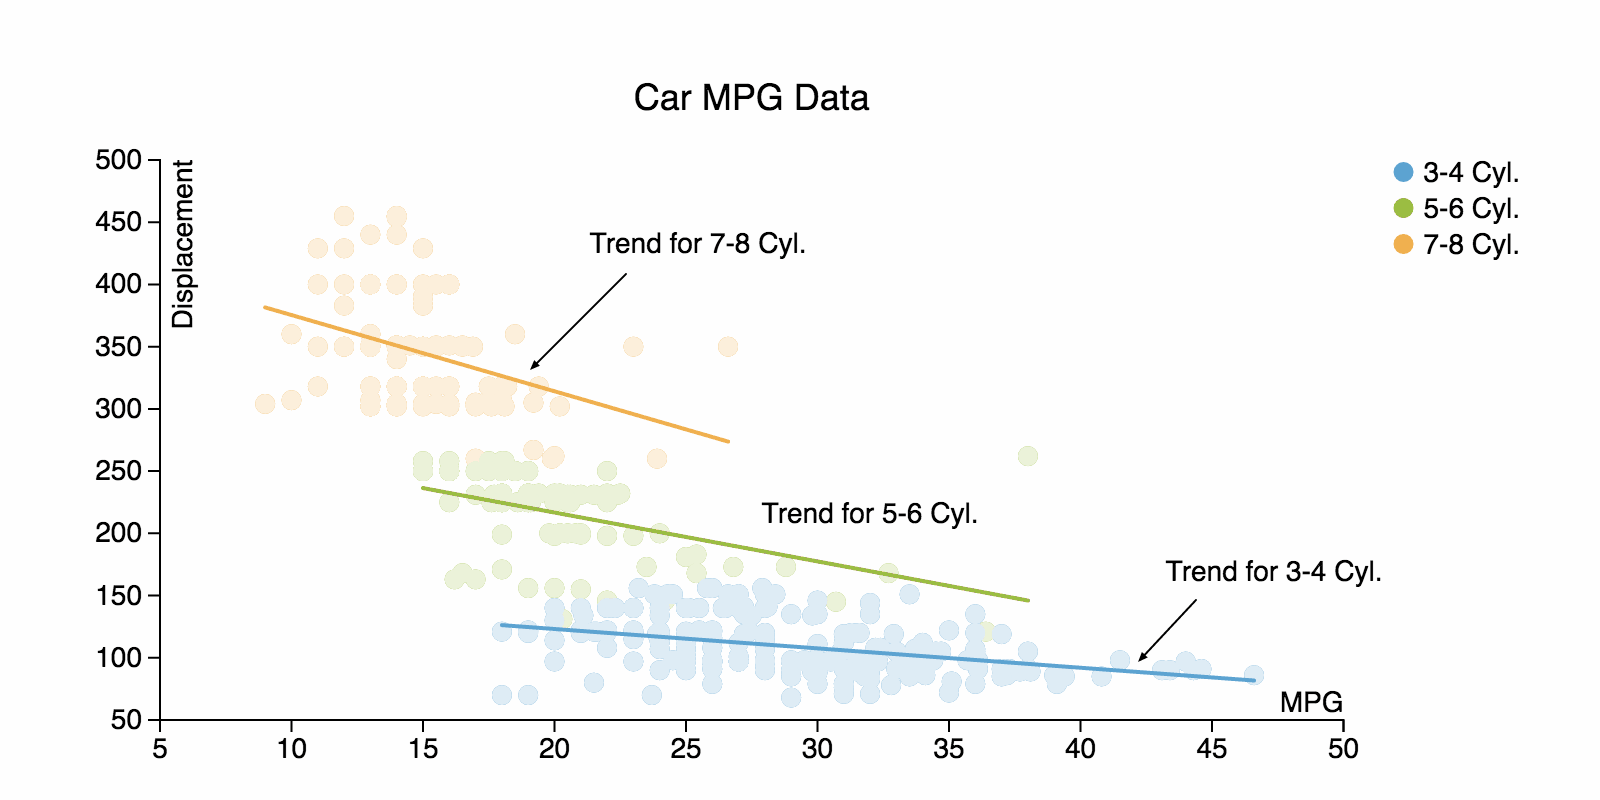 Car MPG Data
500
450
400
350
300
250
200
150
100
50
Displacement
3-4 Cyl.
5-6 Cyl.
7-8 Cyl.
Trend for 7-8 Cyl.
Trend for 5-6 Cyl.
Trend for 3-4 Cyl.
MPG
5 10 15 20 25 30 35 40 45 50